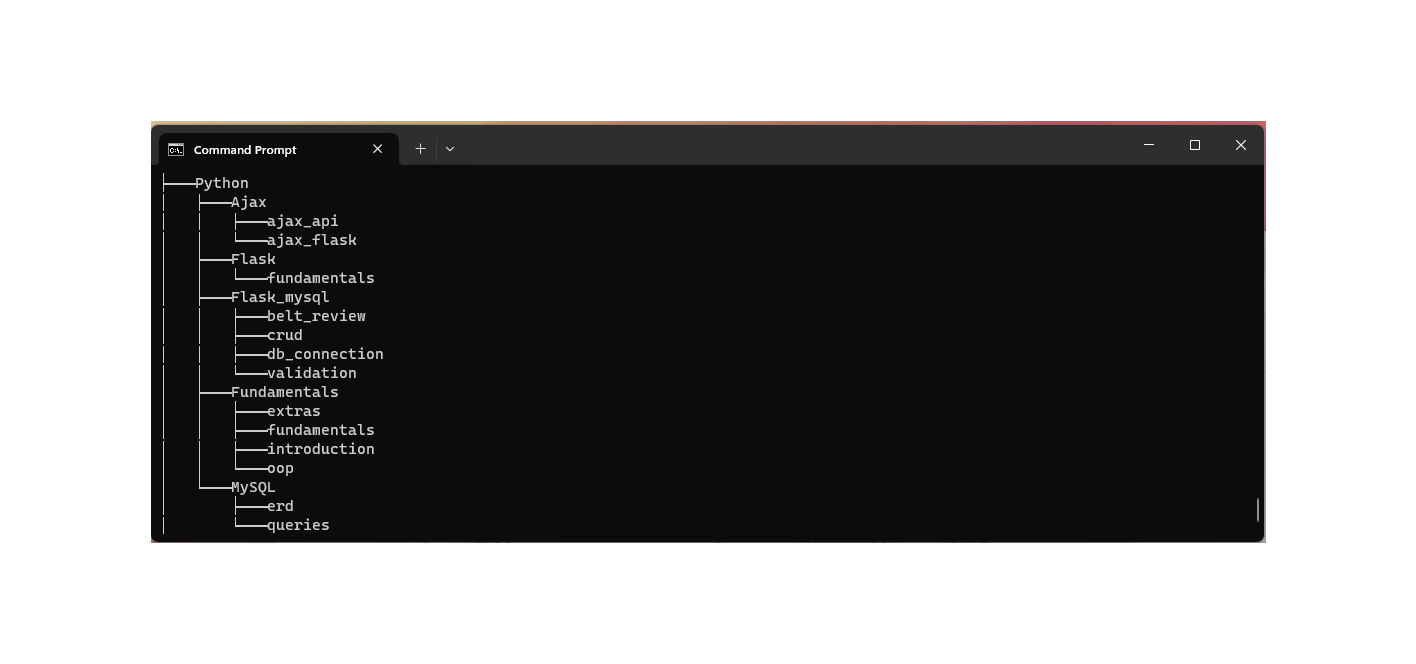 Command Prompt
Python
Ajax
ajax_api
ajax_flask
Flask
fundamentals
Flask_mysql
belt_review
crud
db_connection
validation
Fundamentals
extras
fundamentals
introduction
oop
MySQL
erd
queries